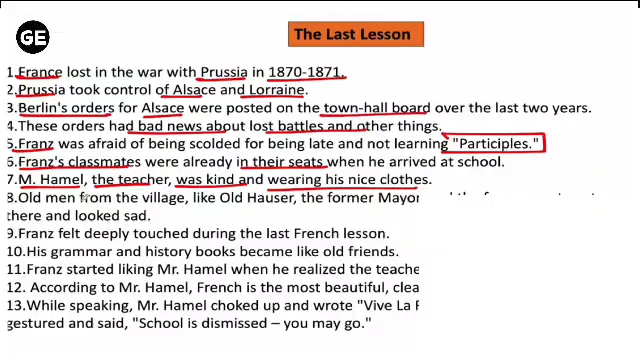 GE
The Last Lesson
1.France lost in the war with Prussia in 1870-1871.
2.Prussia took control of Alsace and Lorraine.
3.Berlin's orders for Alsace were posted on the town-hall board over the last two years.
4.These orders had bad news about lost battles and other things.
5.Franz was afraid of being scolded for being late and not learning "Participles."
6.Franz's classmates were already in their seats when he arrived at school.
7.M. Hamel, the teacher, was kind and wearing his nice clothes.
8.Old men from the village, like Old Hauser, the former Mayor
there and looked sad.
9.Franz felt deeply touched during the last French lesson.
10.His grammar and history books became like old friends.
11.Franz started liking Mr. Hamel when he realized the teache
12. According to Mr. Hamel, French is the most beautiful, clea
13.While speaking, Mr. Hamel choked up and wrote "Vive La F
gestured and said, "School is dismissed – you may go."